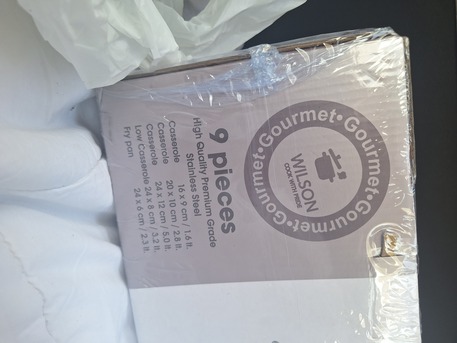 Gourmet•Gourmet•Gourmet•Gourmet•
WILSON
COOK WITH PRIDE
9 pieces
High Quality Premium Grade
Stainless Steel
Casserole 16 x 9 cm / 1.6 lt.
Casserole 20 x 10 cm / 2.8 lt.
Casserole 24 x 12 cm / 5.0 lt.
Low casserole 24 x 8 cm / 3.2 lt.
Fry pan 24 x 6 cm / 2.3 lt.